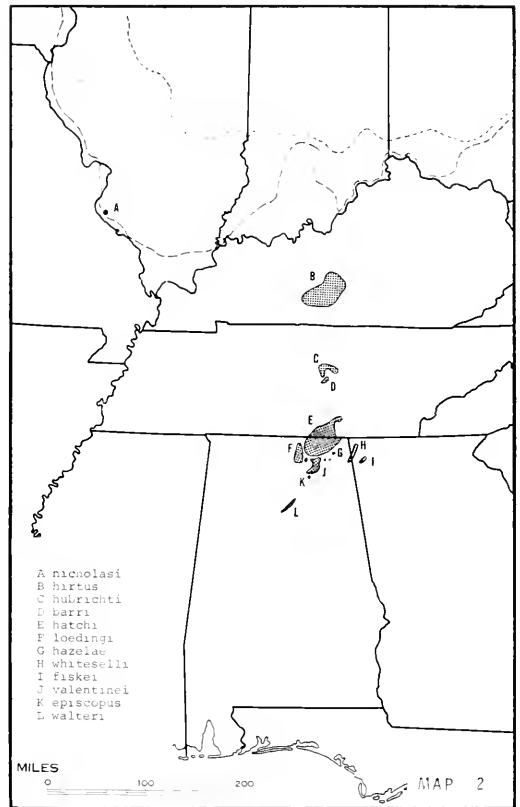 A
B
C
D
E
F
G
H
I
J
K
L
A nicholasi
B hirtus
C hubrichti
D barri
E hatchi
F loedingi
G hazelae
H whiteselli
I fiskei
J valentinei
K episcopus
L walteri
MILES
0 100 200
MAP 2